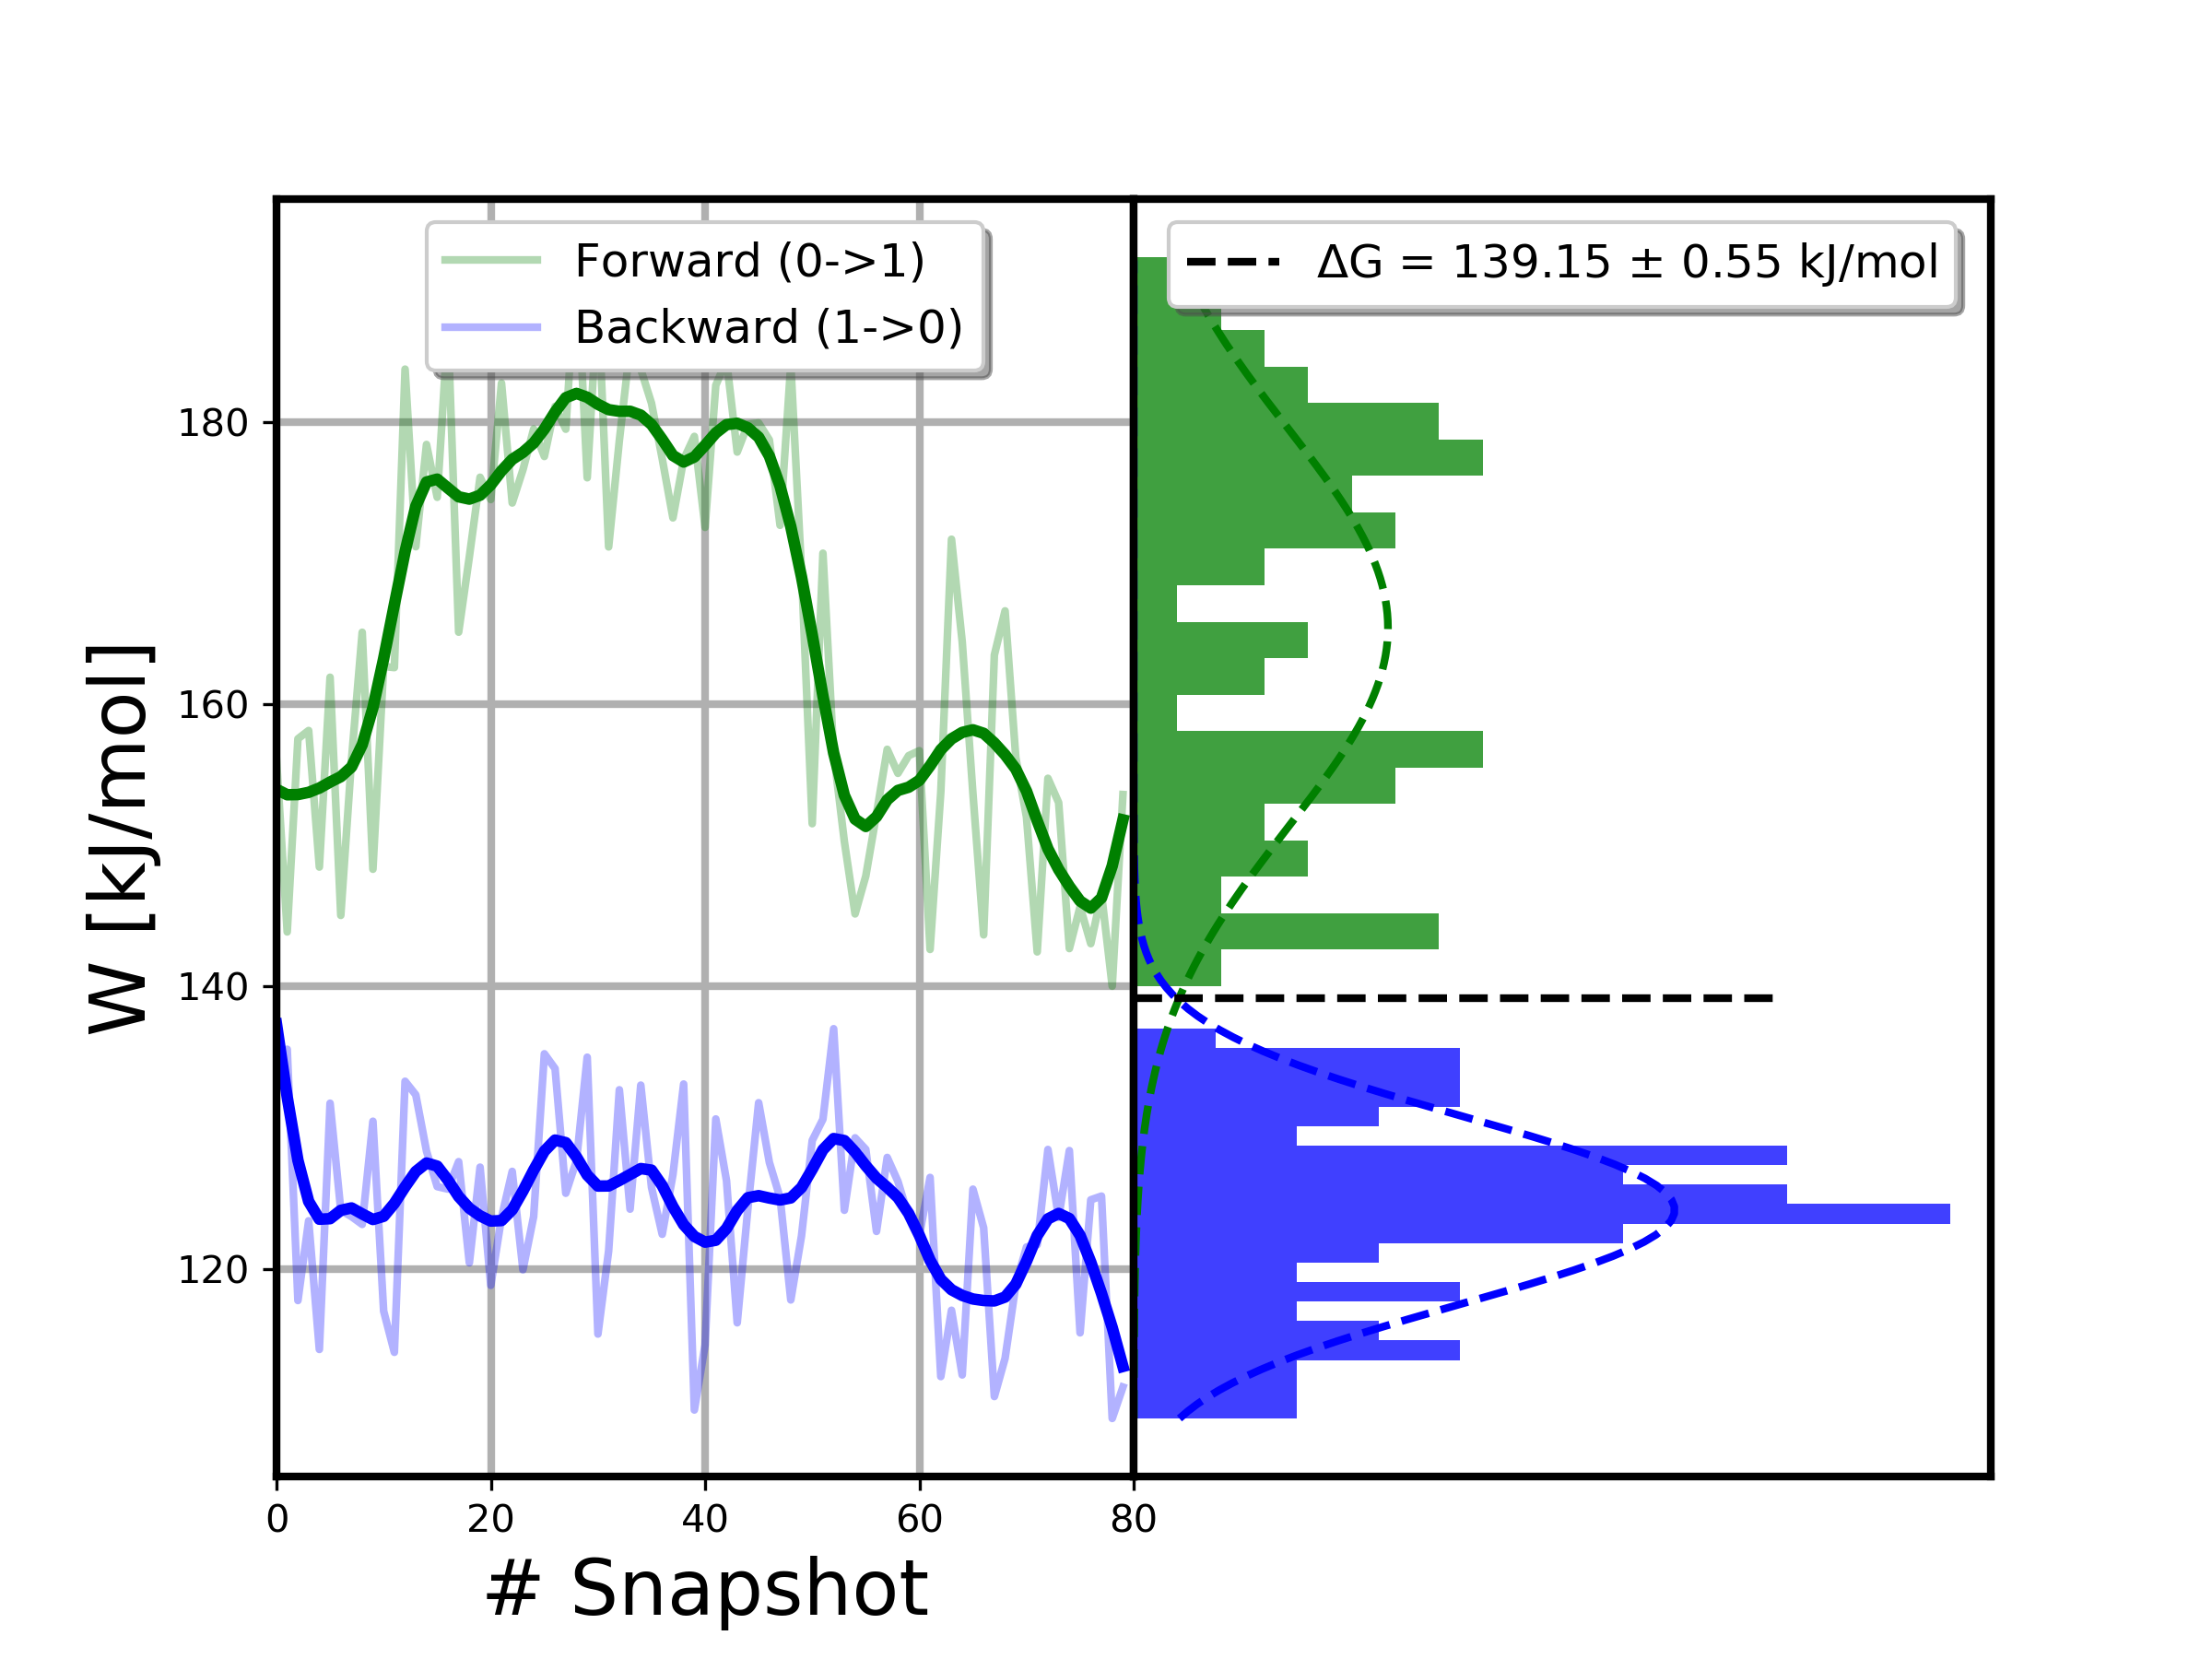 Forward (0->1)
Backward (1->0)
ΔG = 139.15 ± 0.55 kJ/mol
W [kJ/mol]
180
160
140
120
0 20 40 60 80
# Snapshot